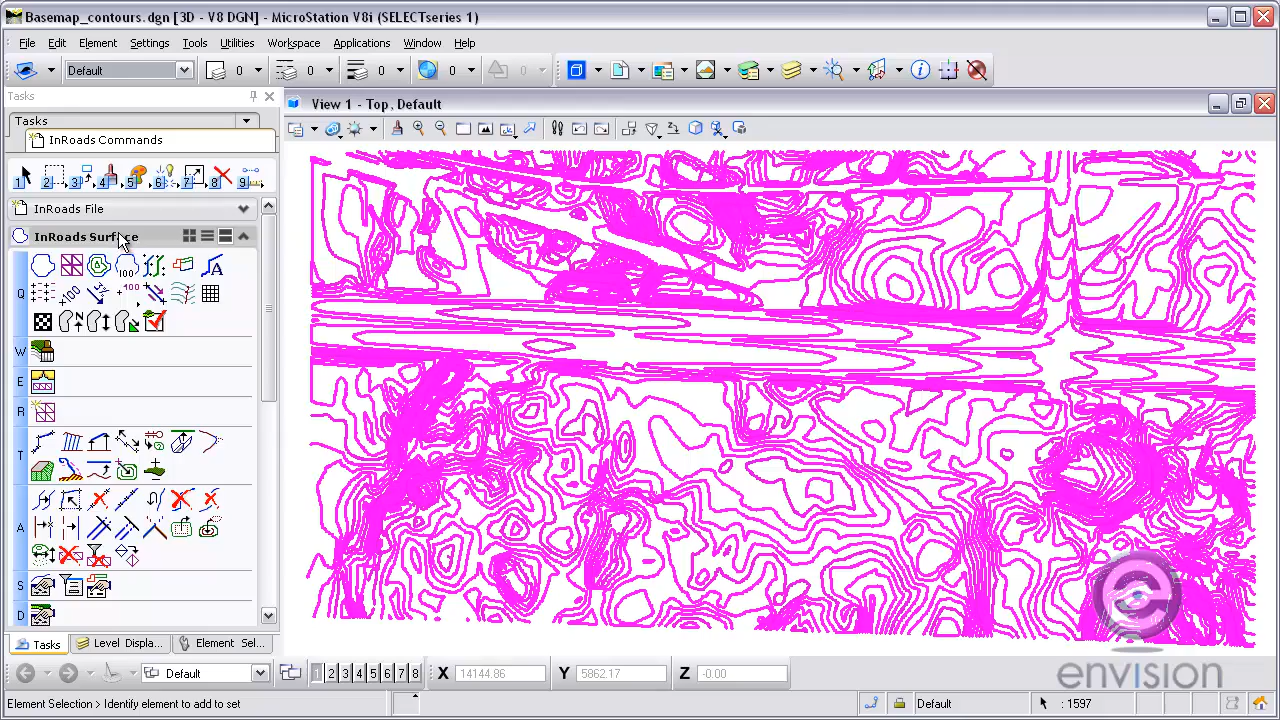 Basemap_contours.dgn [3D - V8 DGN] - MicroStation V8i (SELECTseries 1)
File Edit Element Settings Tools Utilities Workspace Applications Window Help
Default 0 0 0 0 0
Tasks
Tasks
InRoads Commands
View 1 - Top, Default
1 2 3 4 5 6 7 8 9
InRoads File
InRoads Surface
Q
W
E
R
T
A
S
D
Tasks Level Displa... Element Sel...
Default 1 2 3 4 5 6 7 8 X 14144.86 Y 5862.17 Z -0.00
Element Selection > Identify element to add to set Default :1597
e
envision